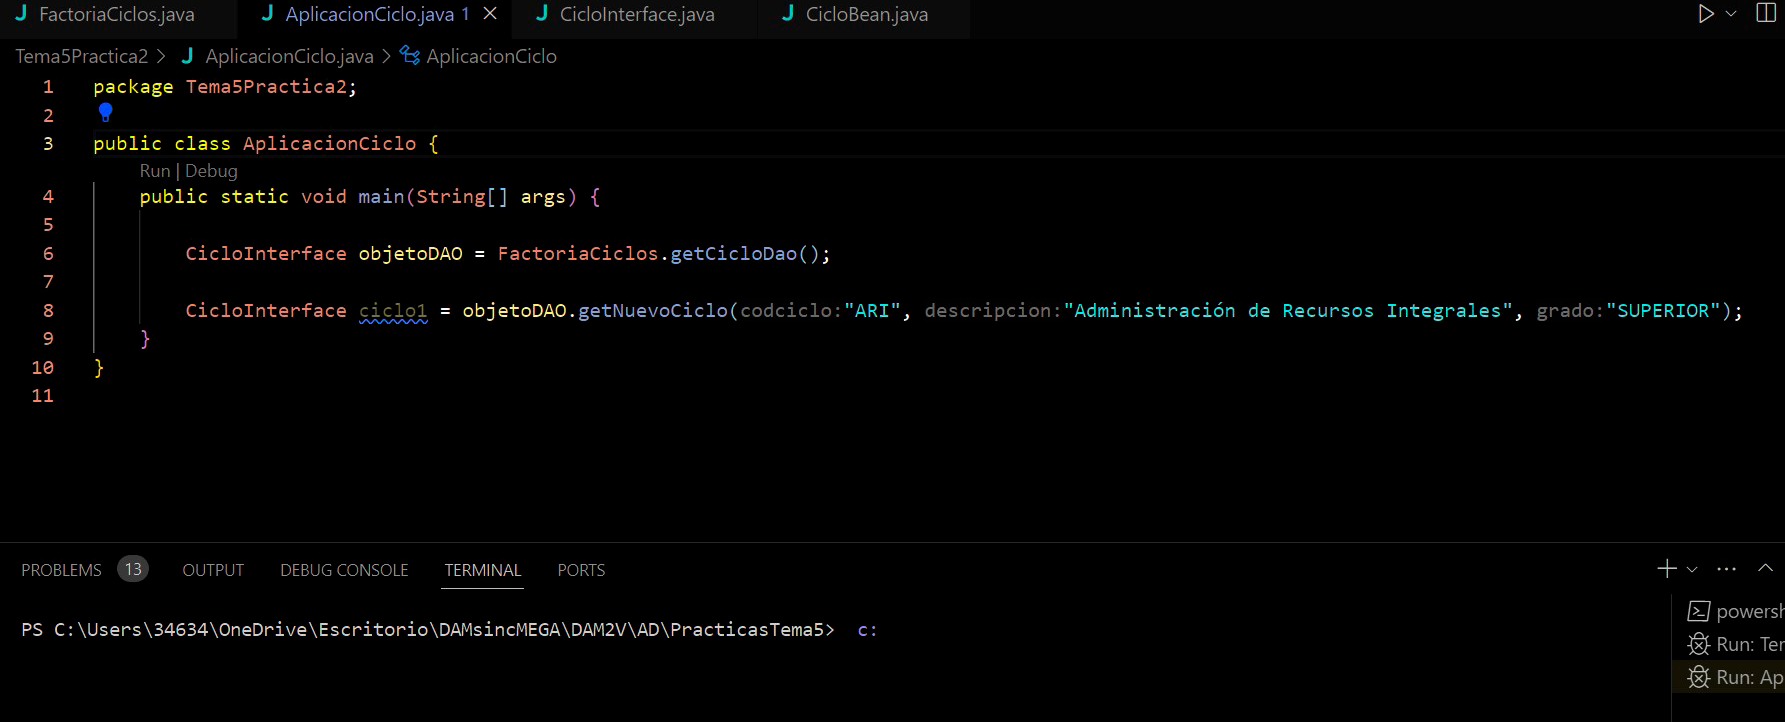 FactoriaCiclos.java AplicacionCiclo.java 1 CicloInterface.java CicloBean.java
Tema5Practica2 > AplicacionCiclo.java > AplicacionCiclo
1 package Tema5Practica2;
2
3 public class AplicacionCiclo {
Run | Debug
4 public static void main(String[] args) {
5
6 CicloInterface objetoDAO = FactoriaCiclos.getCicloDao();
7
8 CicloInterface ciclo1 = objetoDAO.getNuevoCiclo(codciclo:"ARI", descripcion:"Administración de Recursos Integrales", grado:"SUPERIOR");
9 }
10 }
11
PROBLEMS 13 OUTPUT DEBUG CONSOLE TERMINAL PORTS
PS C:\Users\34634\OneDrive\Escritorio\DAMsincMEGA\DAM2V\AD\PracticasTema5> c:
powersh
Run: Ter
Run: Ap